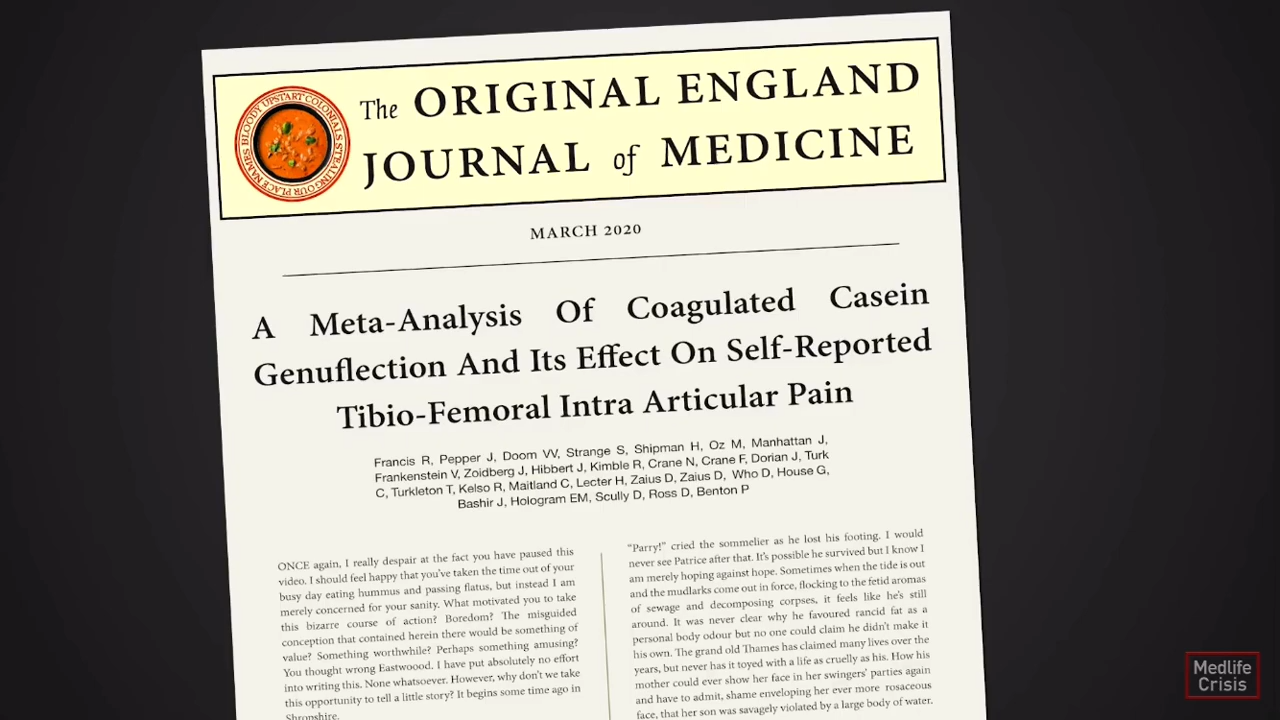 BLOODY UPSTART COLONIALS STEALING OUR PLACE NAMES
The ORIGINAL ENGLAND
JOURNAL of MEDICINE
MARCH 2020
A Meta-Analysis Of Coagulated Casein
Genuflection And Its Effect On Self-Reported
Tibio-Femoral Intra Articular Pain
Francis R, Pepper J, Doom VV, Strange S, Shipman H, Oz M, Manhattan J,
Frankenstein V, Zoidberg J, Hibbert J, Kimble R, Crane N, Crane F, Dorian J, Turk
C, Turkleton T, Kelso R, Maitland C, Lecter H, Zaius D, Zaius D, Who D, House G,
Bashir J, Hologram EM, Scully D, Ross D, Benton P
ONCE again, I really despair at the fact you have paused this
video. I should feel happy that you've taken the time out of your
busy day eating hummus and passing flatus, but instead I am
merely concerned for your sanity. What motivated you to take
this bizarre course of action? Boredom? The misguided
conception that contained herein there would be something of
value? Something worthwhile? Perhaps something amusing?
You thought wrong Eastwoood. I have put absolutely no effort
into writing this. None whatsoever. However, why don't we take
this opportunity to tell a little story? It begins some time ago in
Shropshire.
"Parry!" cried the sommelier as he lost his footing. I would
never see Patrice after that. It's possible he survived but I know I
am merely hoping against hope. Sometimes when the tide is out
and the mudlarks come out in force, flocking to the fetid aromas
of sewage and decomposing corpses, it feels like he's still
around. It was never clear why he favoured rancid fat as a
personal body odour but no one could claim he didn't make it
his own. The grand old Thames has claimed many lives over the
years, but never has it toyed with a life as cruelly as his. How his
mother could ever show her face in her swingers' parties again
and have to admit, shame enveloping her ever more rosaceous
face, that her son was savagely violated by a large body of water.
Medlife
Crisis